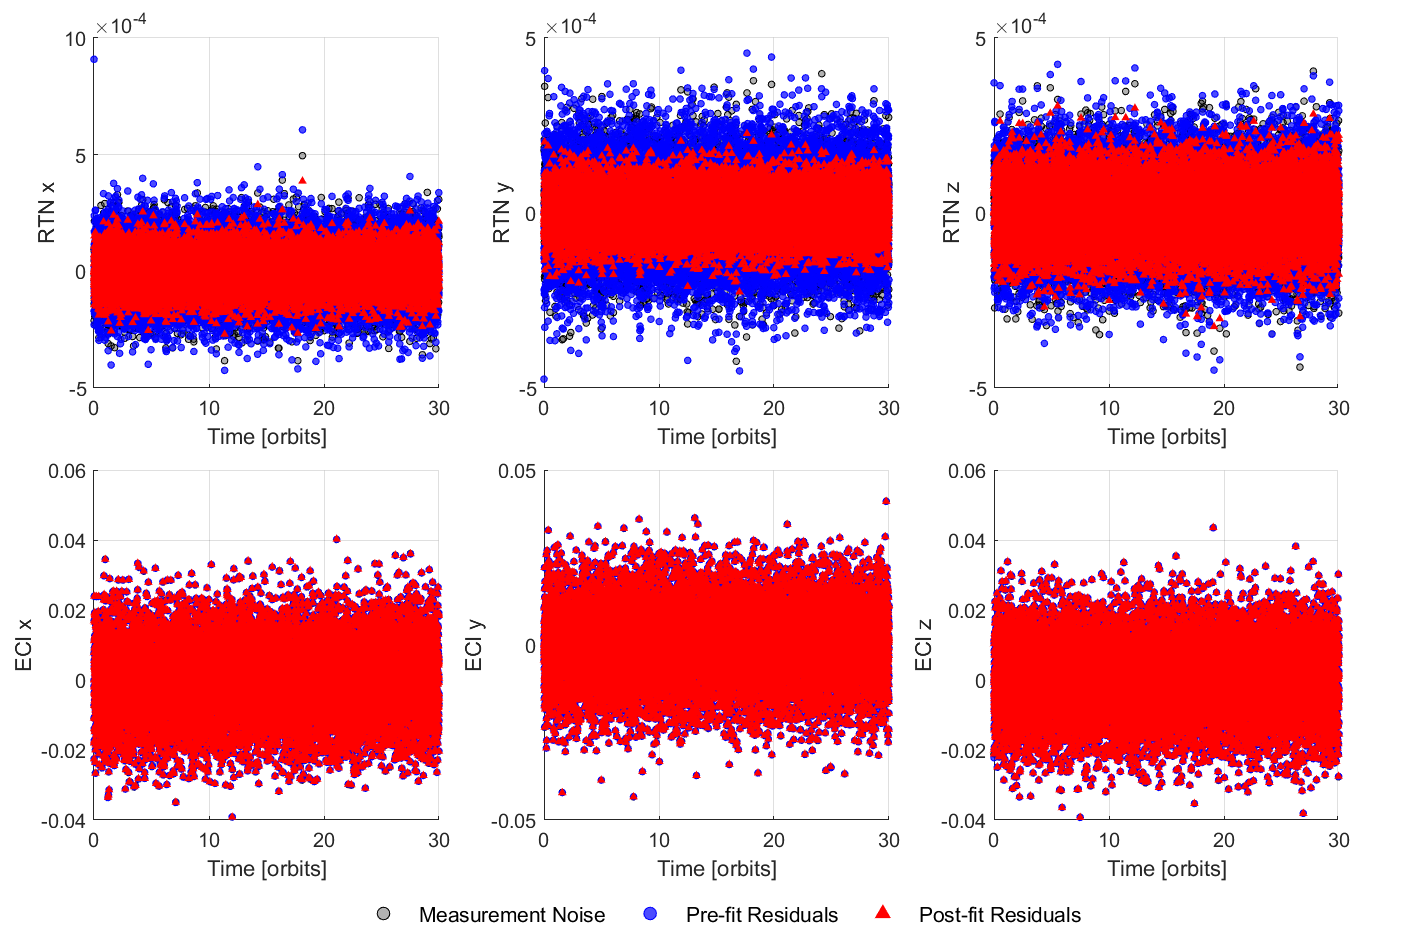 ×10-4
10
5
0
-5
RTN x
0 10 20 30
Time [orbits]
×10-4
5
0
-5
RTN y
0 10 20 30
Time [orbits]
×10-4
5
0
-5
RTN z
0 10 20 30
Time [orbits]
0.06
0.04
0.02
0
-0.02
-0.04
ECI x
0 10 20 30
Time [orbits]
0.05
0
-0.05
ECI y
0 10 20 30
Time [orbits]
0.06
0.04
0.02
0
-0.02
-0.04
ECI z
0 10 20 30
Time [orbits]
Measurement Noise Pre-fit Residuals Post-fit Residuals